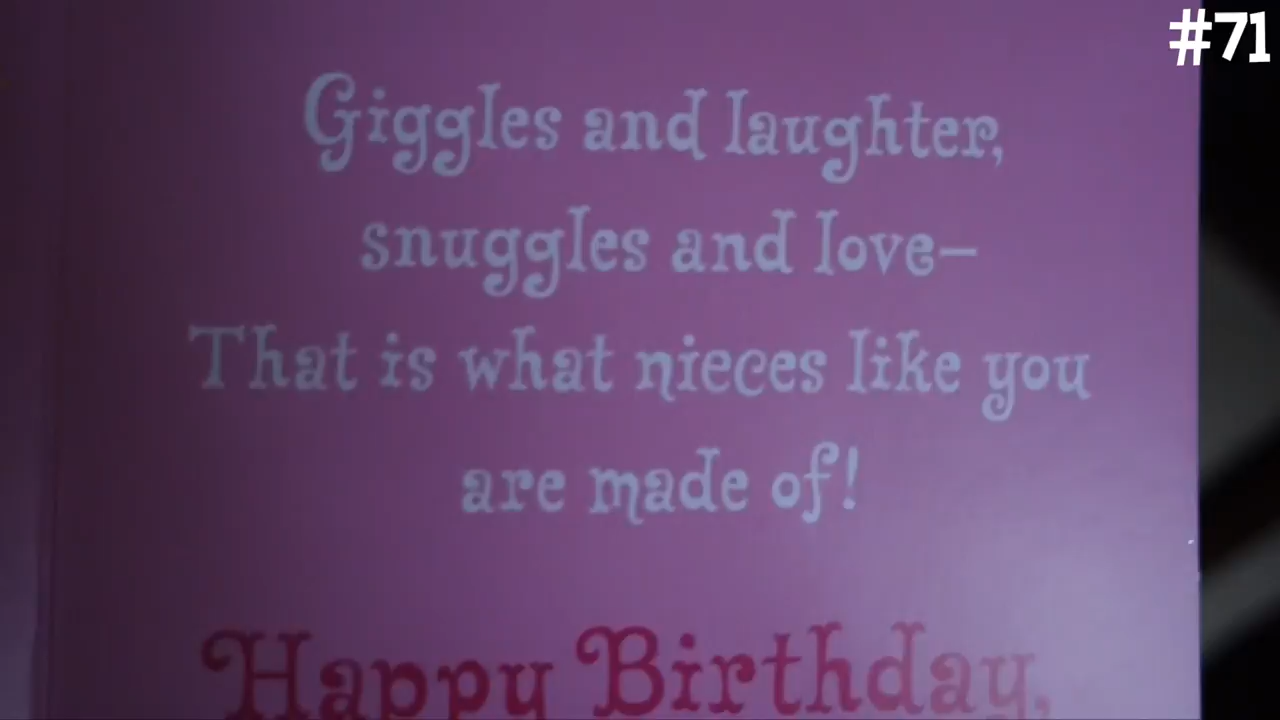 #71
Giggles and laughter,
snuggles and love–
That is what nieces like you
are made of!
Happy Birthday,